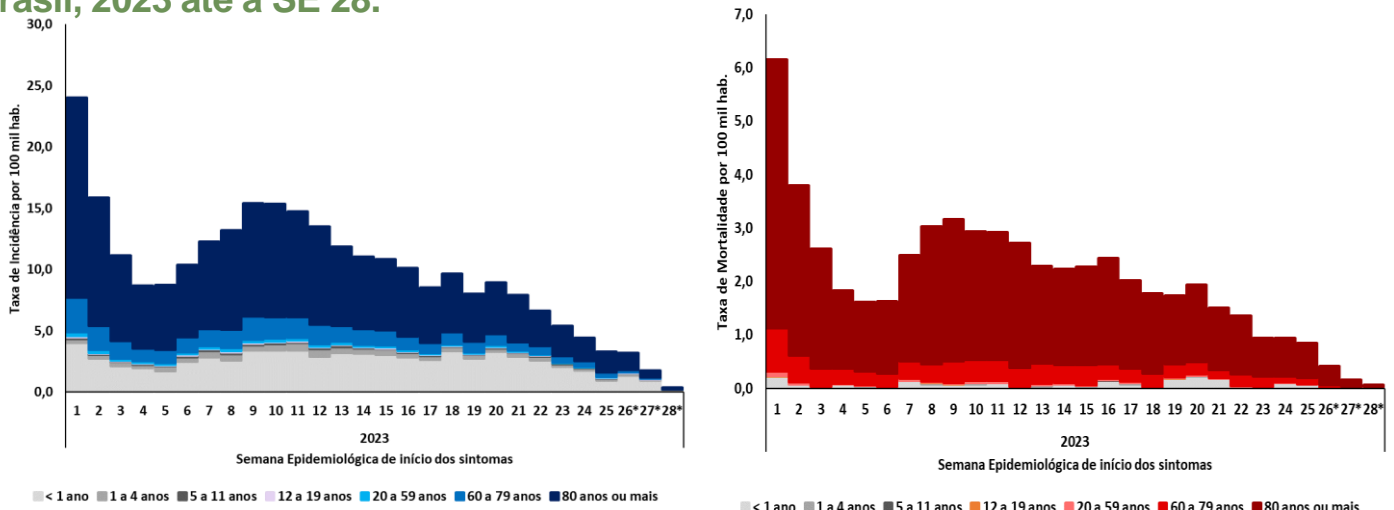 rasil, 2023 até a SE 28.
30,0
25,0
20,0
15,0
10,0
5,0
0,0
Taxa de Incidência por 100 mil hab.
1 2 3 4 5 6 7 8 9 10 11 12 13 14 15 16 17 18 19 20 21 22 23 24 25 26* 27* 28*
2023
Semana Epidemiológica de início dos sintomas
< 1 ano 1 a 4 anos 5 a 11 anos 12 a 19 anos 20 a 59 anos 60 a 79 anos 80 anos ou mais
7,0
6,0
5,0
4,0
3,0
2,0
1,0
0,0
Taxa de Mortalidade por 100 mil hab.
1 2 3 4 5 6 7 8 9 10 11 12 13 14 15 16 17 18 19 20 21 22 23 24 25 26* 27* 28*
2023
Semana Epidemiológica de início dos sintomas
< 1 ano 1 a 4 anos 5 a 11 anos 12 a 19 anos 20 a 59 anos 60 a 79 anos 80 anos ou mais